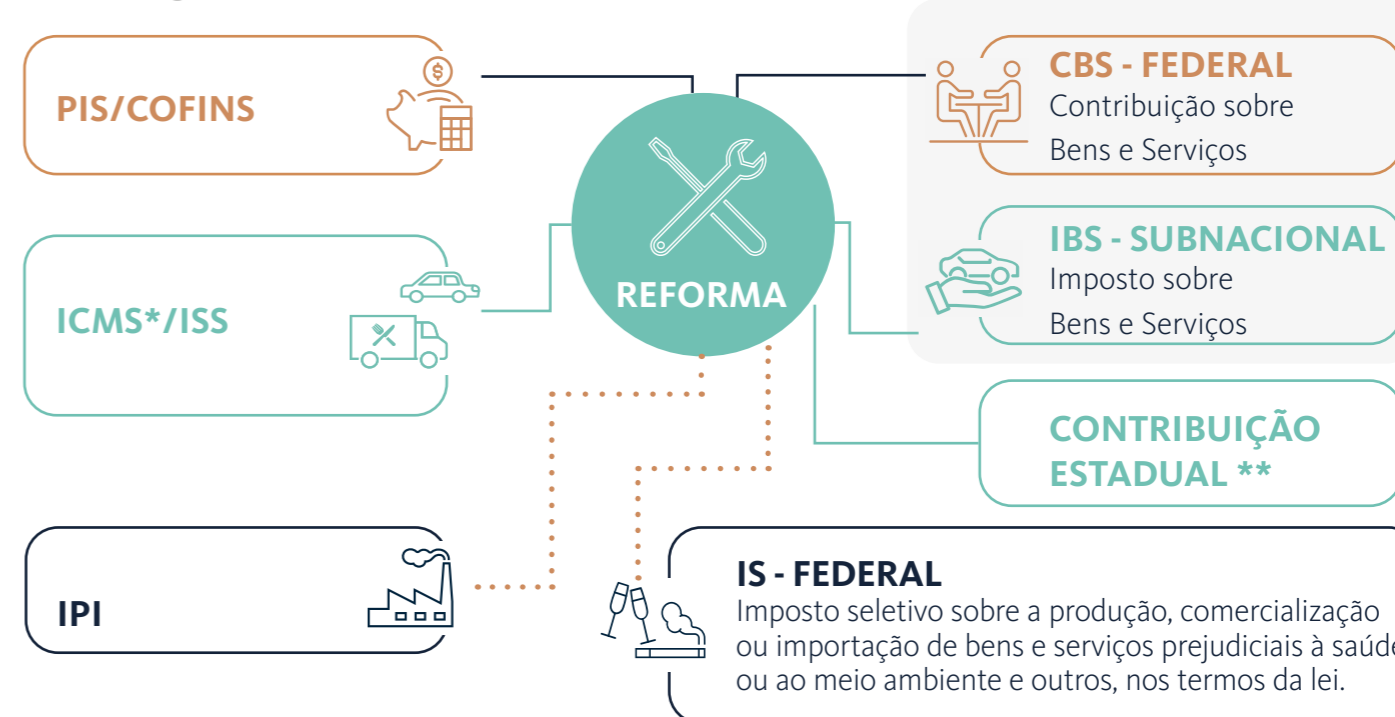 PIS/COFINS
ICMS*/ISS
IPI
$
REFORMA
CBS - FEDERAL
Contribuição sobre
Bens e Serviços
IBS - SUBNACIONAL
Imposto sobre
Bens e Serviços
CONTRIBUIÇÃO
ESTADUAL **
IS - FEDERAL
Imposto seletivo sobre a produção, comercialização
ou importação de bens e serviços prejudiciais à saúde
ou ao meio ambiente e outros, nos termos da lei.